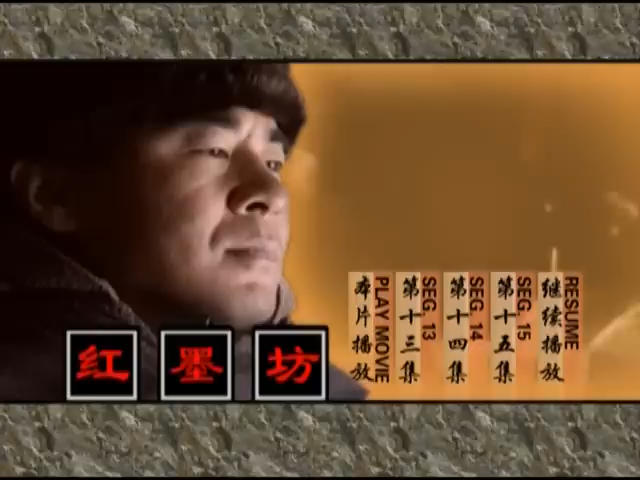 红墨坊
本片播放
PLAY MOVIE
第十三集
SEG. 13
第十四集
SEG. 14
第十五集
SEG. 15
继续播放
RESUME